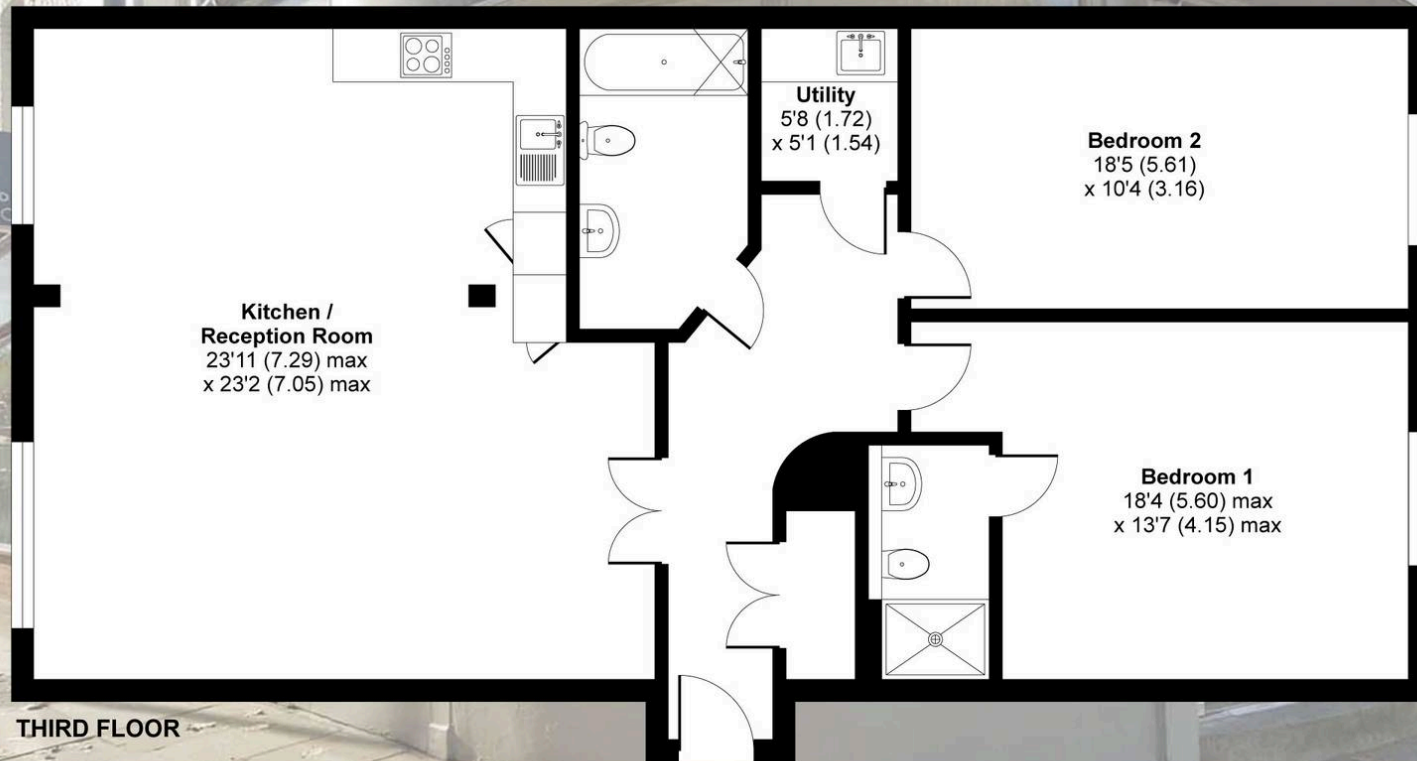 Utility
5'8 (1.72)
x 5'1 (1.54)
Bedroom 2
18'5 (5.61)
x 10'4 (3.16)
Kitchen /
Reception Room
23'11 (7.29) max
x 23'2 (7.05) max
Bedroom 1
18'4 (5.60) max
x 13'7 (4.15) max
THIRD FLOOR